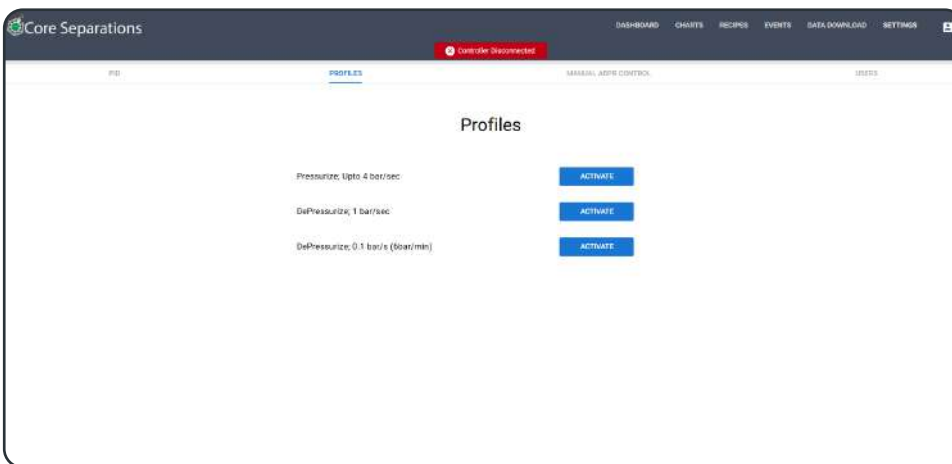 Core Separations
DASHBOARD CHARTS RECIPES EVENTS DATA DOWNLOAD SETTINGS
Controller Disconnected
PID PROFILES MANUAL ABPR CONTROL USERS
Profiles
Pressurize; Upto 4 bar/sec ACTIVATE
DePressurize; 1 bar/sec ACTIVATE
DePressurize; 0.1 bar/s (6bar/min) ACTIVATE